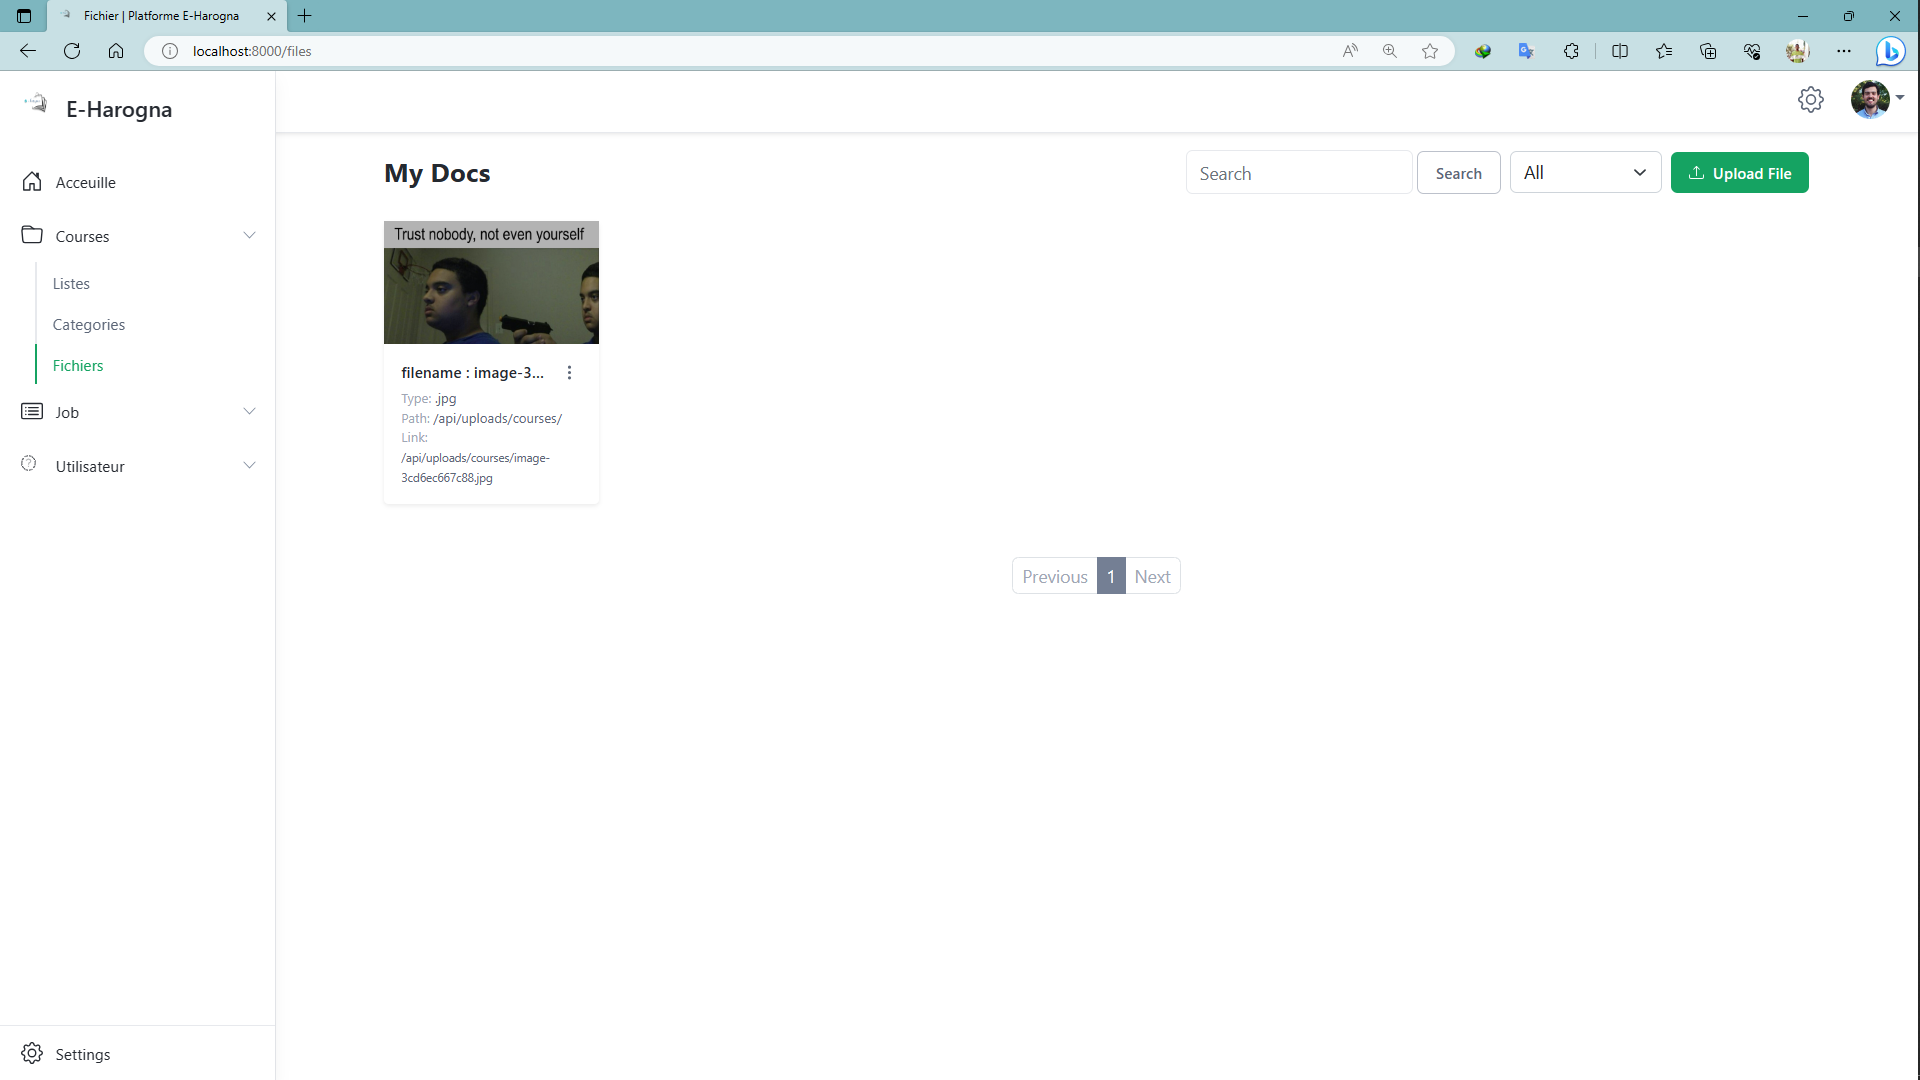 Fichier | Platforme E-Harogna
localhost:8000/files
E-Harogna
Acceuille
Courses
Listes
Categories
Fichiers
Job
Utilisateur
Settings
My Docs
Search
Search
All
Upload File
Trust nobody, not even yourself
filename : image-3...
Type: .jpg
Path: /api/uploads/courses/
Link:
/api/uploads/courses/image-
3cd6ec667c88.jpg
Previous 1 Next